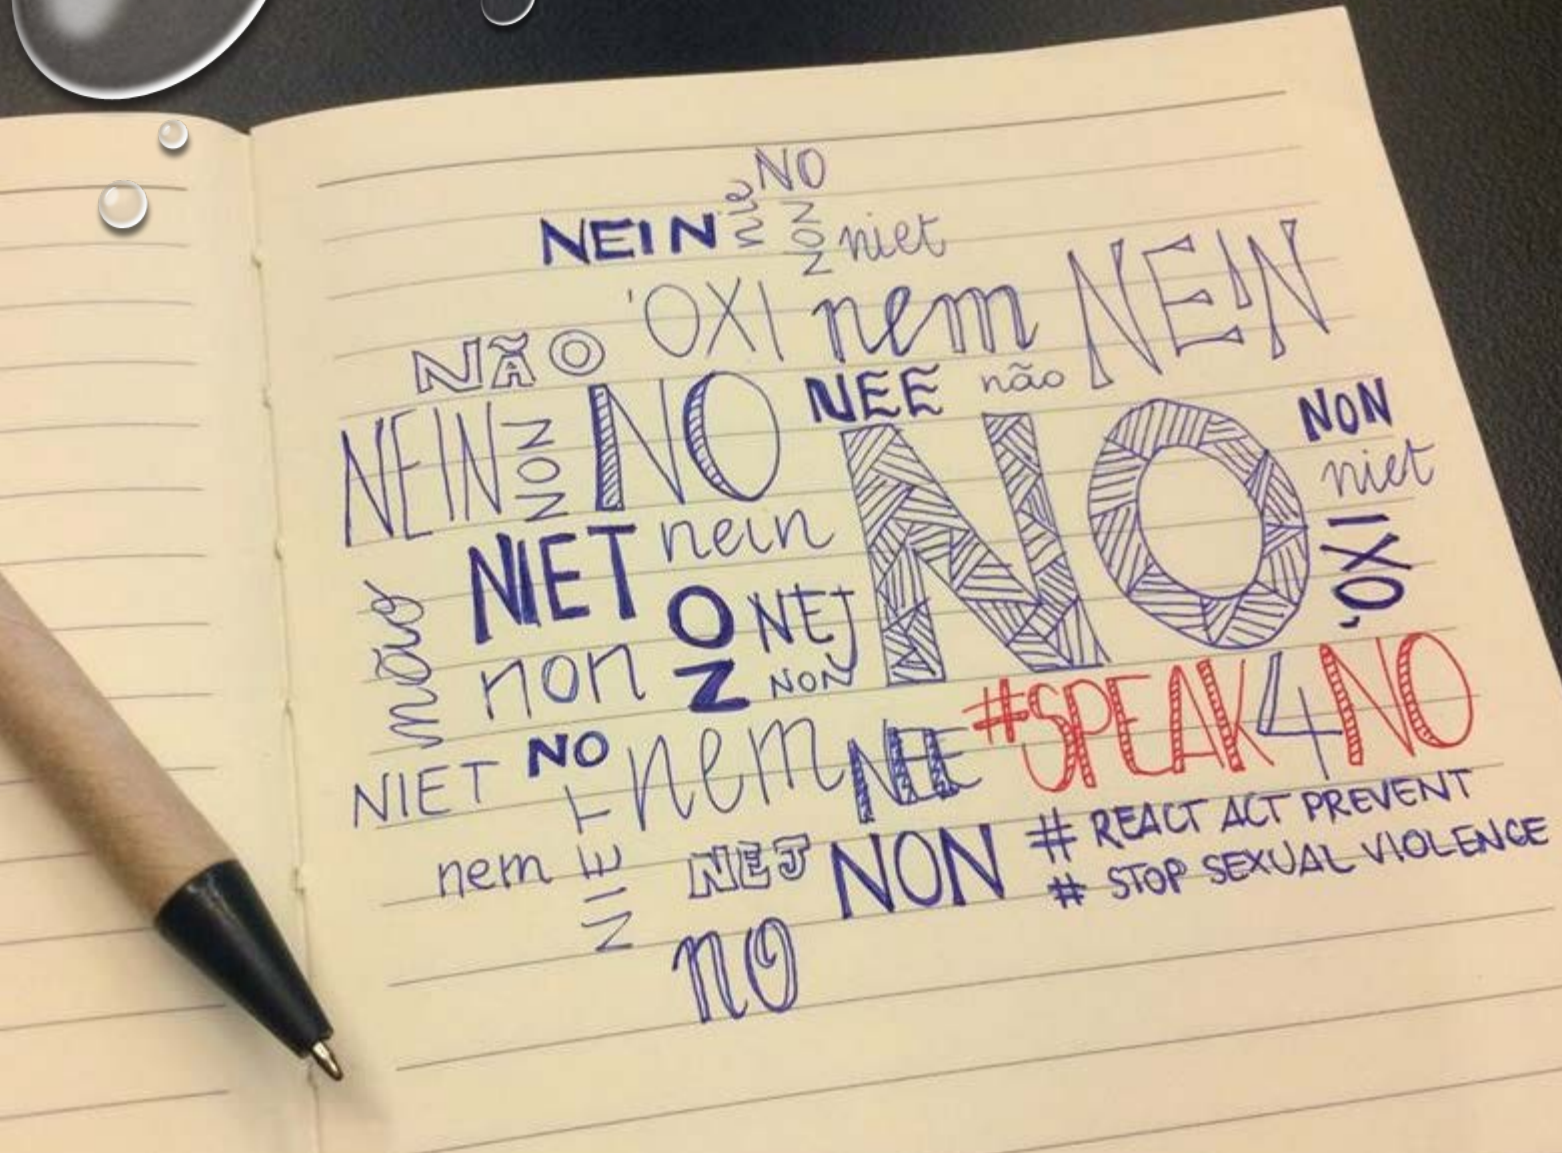 NO
NEIN nie NON niet
'OXI nem NEIN
NÃO
NEE não
NEIN NON NO NO NON
niet
NIET nein
'OXI
não NO NEJ
non NON
#SPEAK4NO
NIET NO nem NEE
# REACT ACT PREVENT
nem NIET NEJ NON # STOP SEXUAL VIOLENCE
no